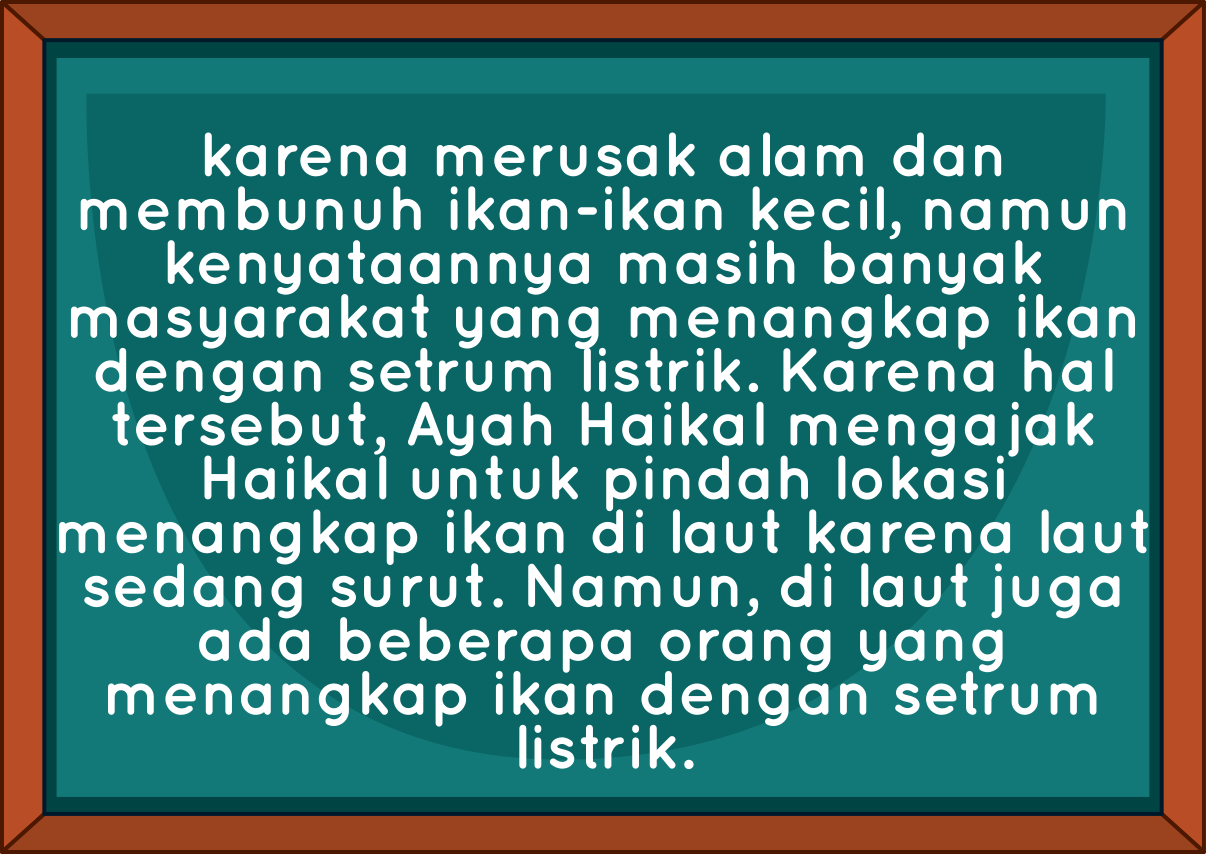 karena merusak alam dan
membunuh ikan-ikan kecil, namun
kenyataannya masih banyak
masyarakat yang menangkap ikan
dengan setrum listrik. Karena hal
tersebut, Ayah Haikal mengajak
Haikal untuk pindah lokasi
menangkap ikan di laut karena laut
sedang surut. Namun, di laut juga
ada beberapa orang yang
menangkap ikan dengan setrum
listrik.